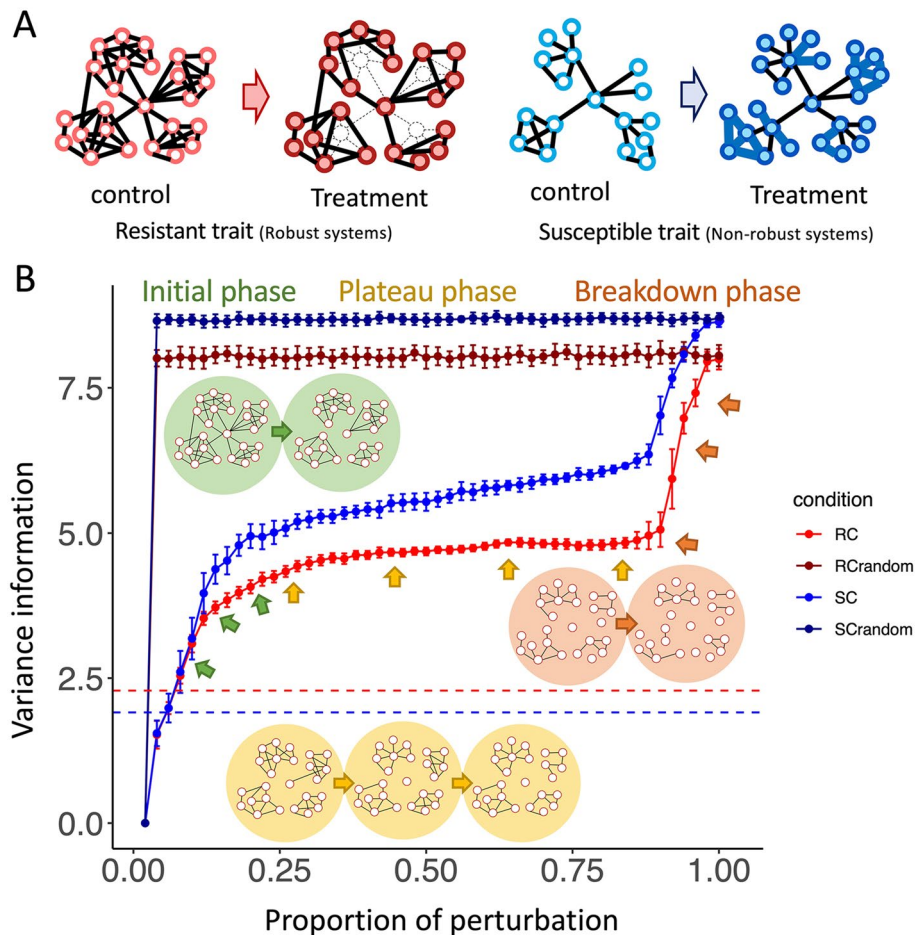 A
control
Treatment
control
Treatment
Resistant trait (Robust systems)
Susceptible trait (Non-robust systems)
B
Initial phase
Plateau phase
Breakdown phase
7.5
5.0
2.5
0.0
Variance information
0.00
0.25
0.50
0.75
1.00
Proportion of perturbation
condition
RC
RCrandom
SC
SCrandom